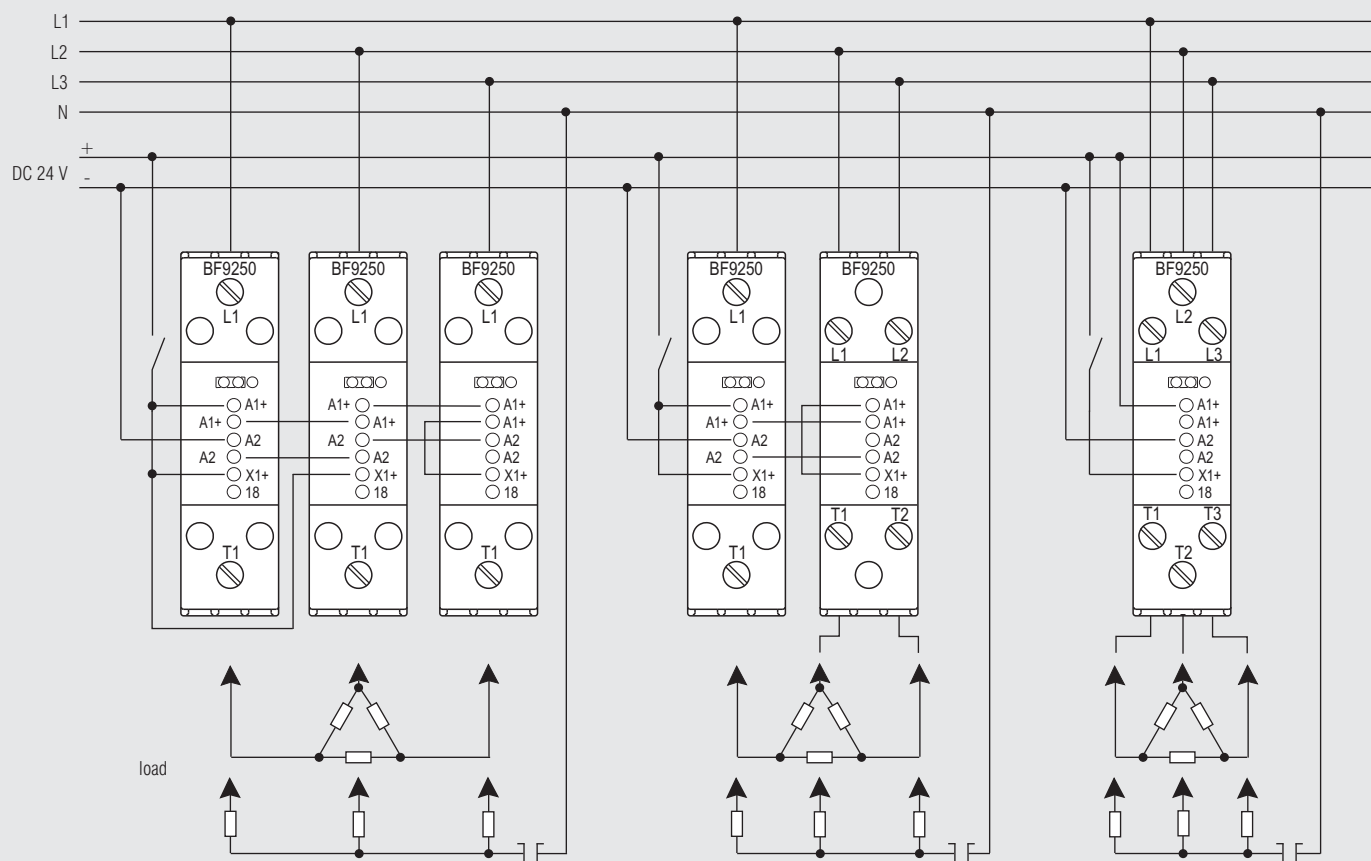 L1
L2
L3
N
+
DC 24 V
-
BF9250 BF9250 BF9250 BF9250 BF9250 BF9250
L1 L1 L1 L1 L2
L1 L2 L1 L3
A1+ A1+ A1+ A1+ A1+ A1+
A1+ A1+ A1+ A1+ A1+ A1+
A2 A2 A2 A2 A2 A2
A2 A2 A2 A2 A2 A2
X1+ X1+ X1+ X1+ X1+ X1+
18 18 18 18 18 18
T1 T2 T1 T3
T1 T1 T1 T1 T2
load